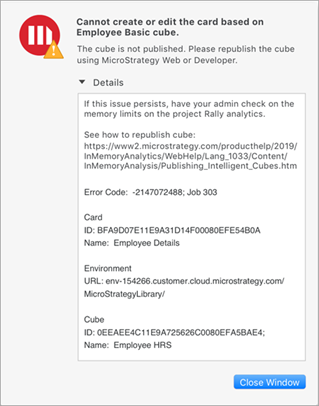 Cannot create or edit the card based on
Employee Basic cube.
The cube is not published. Please republish the cube
using MicroStrategy Web or Developer.
Details
If this issue persists, have your admin check on the
memory limits on the project Rally analytics.
See how to republish cube:
https://www2.microstrategy.com/producthelp/2019/
InMemoryAnalytics/WebHelp/Lang_1033/Content/
InMemoryAnalysis/Publishing_Intelligent_Cubes.htm
Error Code:  -2147072488; Job 303
Card
ID: BFA9D07E11E9A31D14F00080EFE54B0A
Name:  Employee Details
Environment
URL: env-154266.customer.cloud.microstrategy.com/
MicroStrategyLibrary/
Cube
ID: 0EEAEE4C11E9A725626C0080EFA5BAE4;
Name:  Employee HRS
Close Window